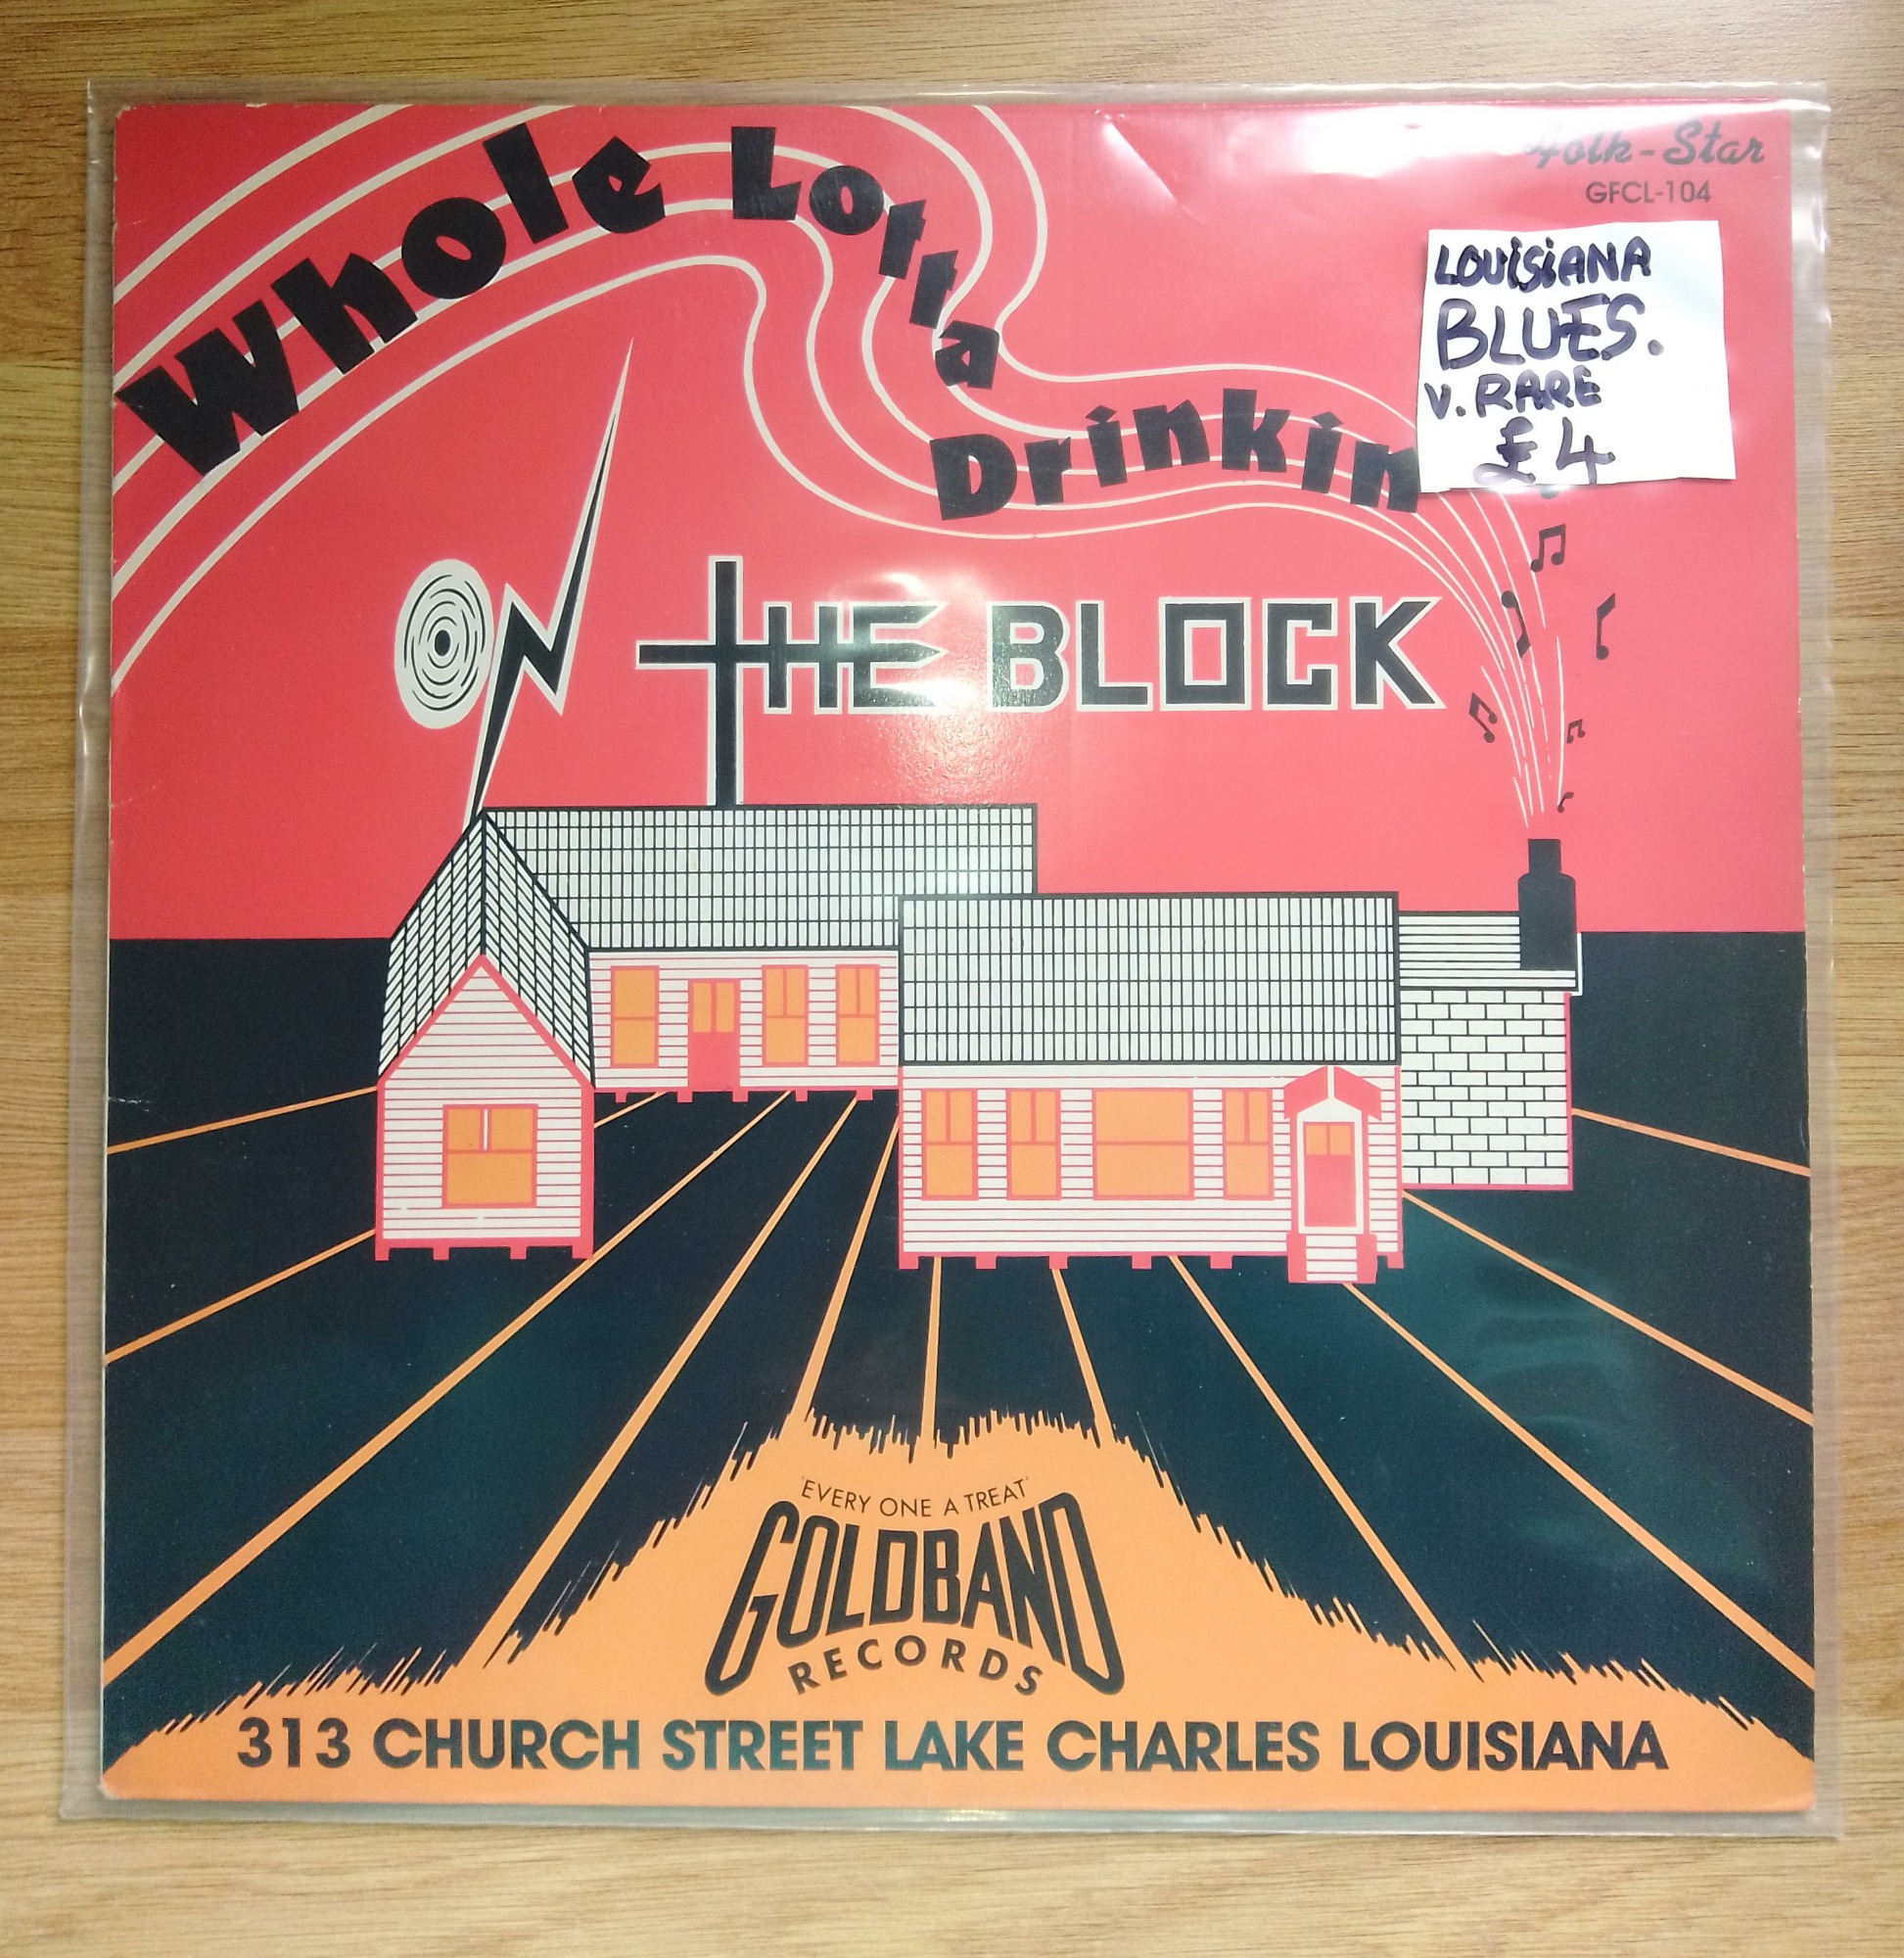 Folk-Star
GFCL-104
Whole Lotta Drinkin
LOUISIANA
BLUES.
V. RARE
£4
ON THE BLOCK
'EVERY ONE A TREAT'
GOLDBAND
RECORDS
313 CHURCH STREET LAKE CHARLES LOUISIANA